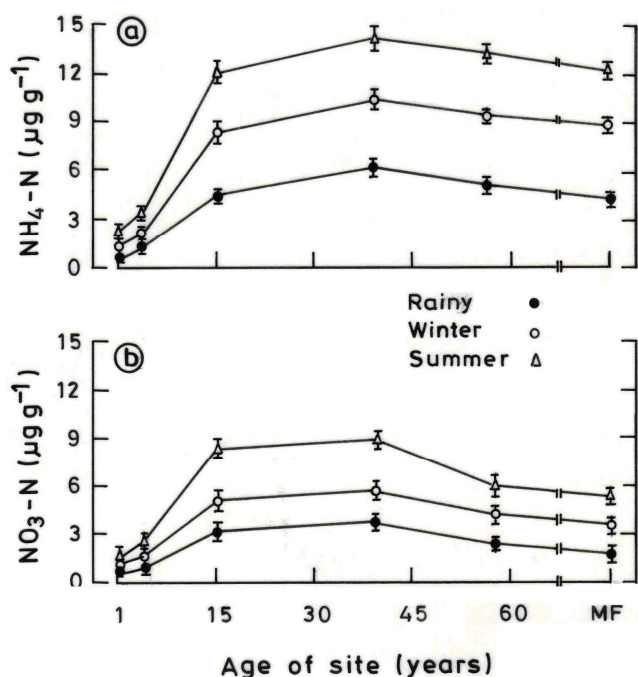 15
ⓐ
12
9
6
3
0
NH₄-N (µg g⁻¹)
Rainy ●
Winter ○
Summer △
15
ⓑ
12
9
6
3
0
NO₃-N (µg g⁻¹)
1 15 30 45 60 MF
Age of site (years)